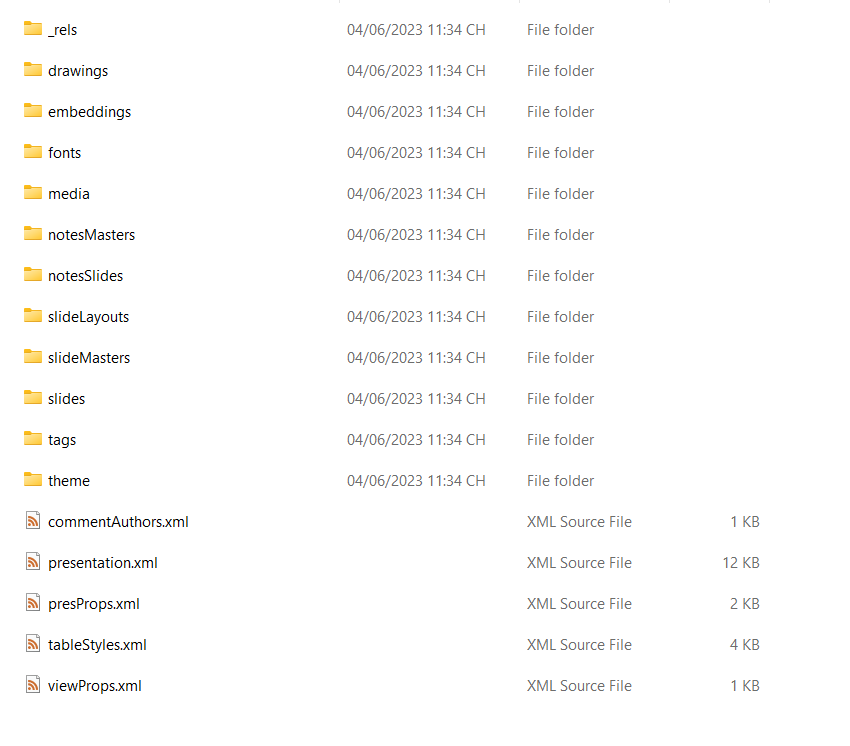 _rels 04/06/2023 11:34 CH File folder
drawings 04/06/2023 11:34 CH File folder
embeddings 04/06/2023 11:34 CH File folder
fonts 04/06/2023 11:34 CH File folder
media 04/06/2023 11:34 CH File folder
notesMasters 04/06/2023 11:34 CH File folder
notesSlides 04/06/2023 11:34 CH File folder
slideLayouts 04/06/2023 11:34 CH File folder
slideMasters 04/06/2023 11:34 CH File folder
slides 04/06/2023 11:34 CH File folder
tags 04/06/2023 11:34 CH File folder
theme 04/06/2023 11:34 CH File folder
commentAuthors.xml XML Source File 1 KB
presentation.xml XML Source File 12 KB
presProps.xml XML Source File 2 KB
tableStyles.xml XML Source File 4 KB
viewProps.xml XML Source File 1 KB